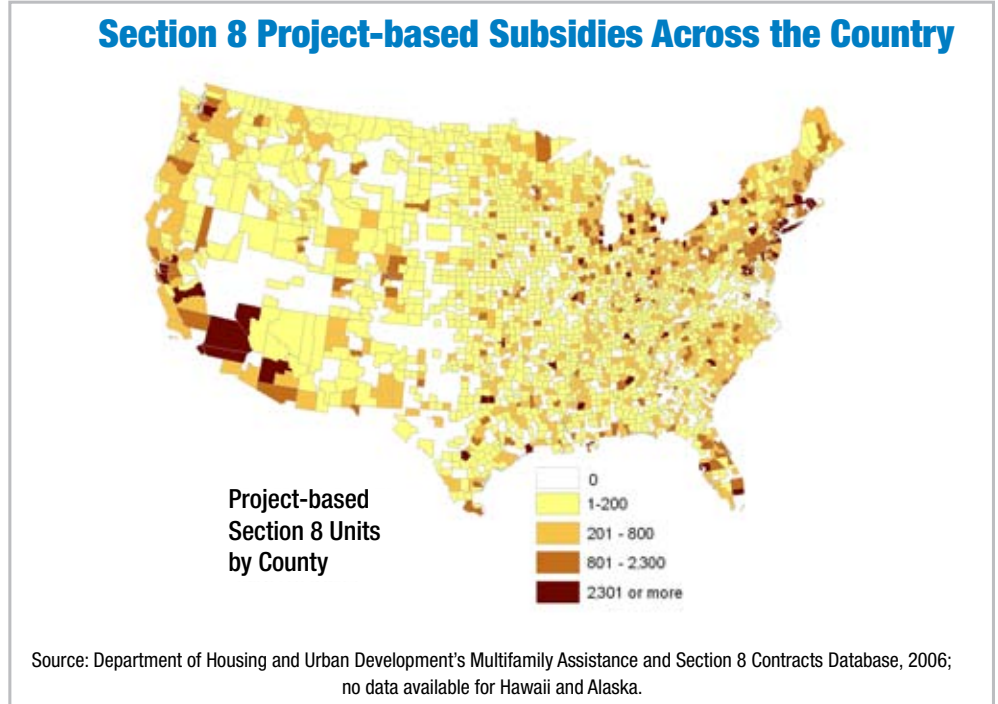 Section 8 Project-based Subsidies Across the Country
Project-based
Section 8 Units
by County
0
1-200
201 - 800
801 - 2300
2301 or more
Source: Department of Housing and Urban Development's Multifamily Assistance and Section 8 Contracts Database, 2006;
no data available for Hawaii and Alaska.